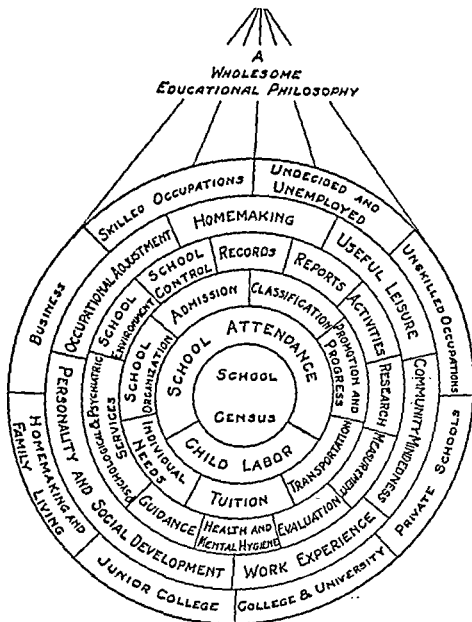 A
WHOLESOME
EDUCATIONAL PHILOSOPHY
SKILLED OCCUPATIONS
UNDECIDED AND
UNEMPLOYED
UNSKILLED OCCUPATIONS
PRIVATE SCHOOLS
COLLEGE & UNIVERSITY
JUNIOR COLLEGE
HOMEMAKING AND
FAMILY LIVING
BUSINESS
OCCUPATIONAL ADJUSTMENT
HOMEMAKING
USEFUL LEISURE
COMMUNITY MINDEDNESS
WORK EXPERIENCE
PERSONALITY AND SOCIAL DEVELOPMENT
SCHOOL
ENVIRONMENT
SCHOOL
CONTROL
RECORDS
REPORTS
ACTIVITIES
RESEARCH
MEASUREMENT
EVALUATION
HEALTH AND
MENTAL HYGIENE
GUIDANCE
PSYCHOLOGICAL & PSYCHIATRIC
SERVICES
SCHOOL
ORGANIZATION
ADMISSION
CLASSIFICATION
PROMOTION AND
PROGRESS
TRANSPORTATION
TUITION
INDIVIDUAL
NEEDS
SCHOOL ATTENDANCE
CHILD LABOR
SCHOOL
CENSUS